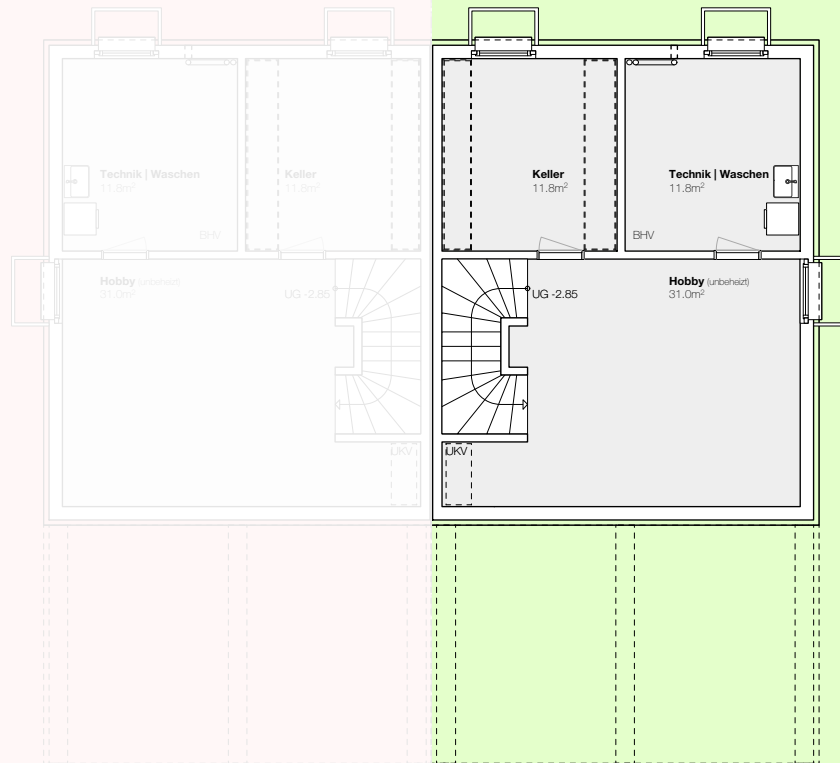 Technik | Waschen
11.8m²
BHV
Keller
11.8m²
Keller
11.8m²
Technik | Waschen
11.8m²
BHV
Hobby (unbeheizt)
31.0m²
UG -2.85
UG -2.85
Hobby (unbeheizt)
31.0m²
UKV
UKV